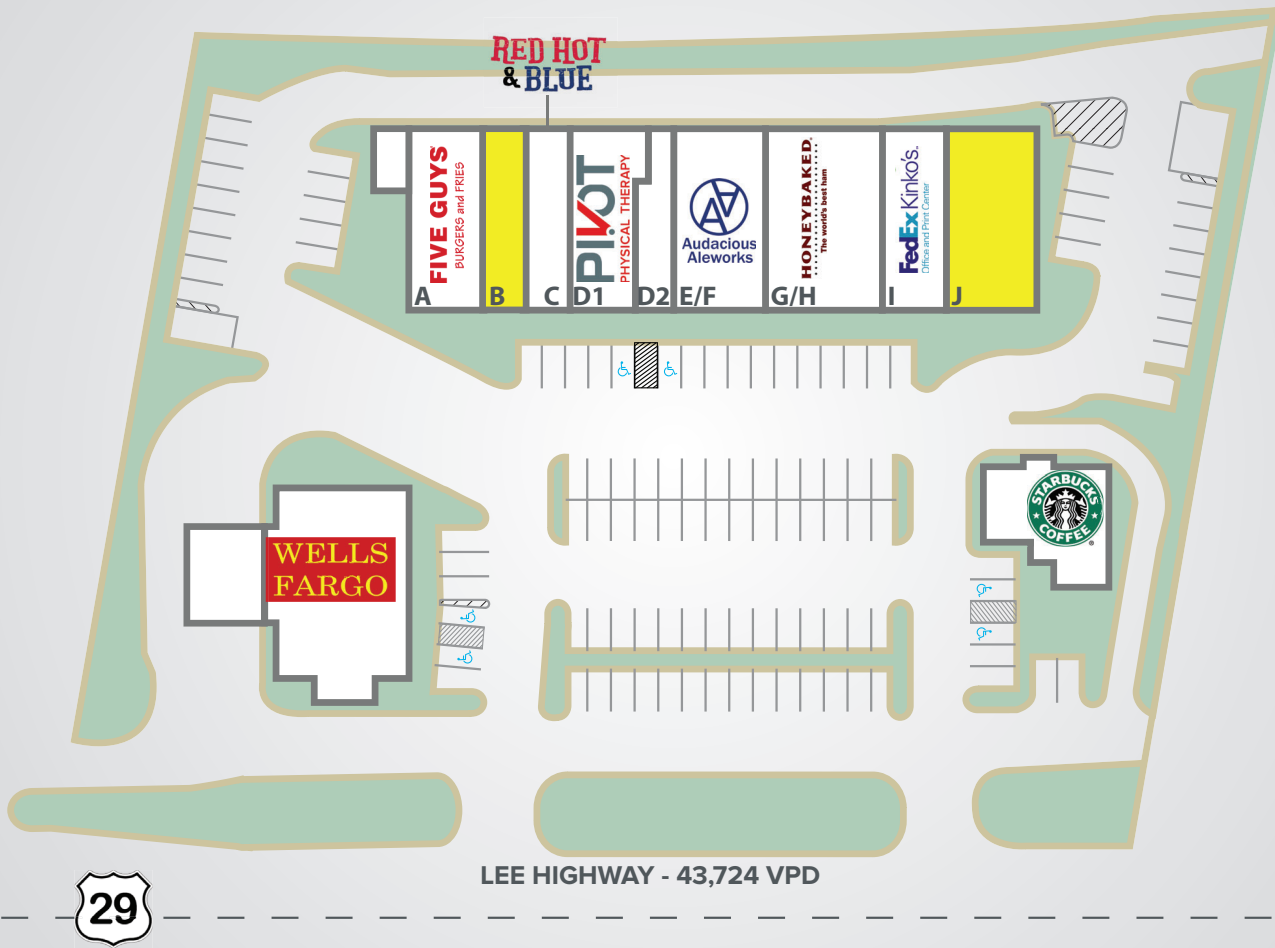 RED HOT
& BLUE
FIVE GUYS
BURGERS and FRIES
A
B
C
PIVOT
PHYSICAL THERAPY
D1
D2
Audacious
Aleworks
E/F
HONEYBAKED.
The world's best ham
G/H
FedEx Kinko's.
Office and Print Center
I
J
WELLS
FARGO
STARBUCKS
COFFEE
LEE HIGHWAY - 43,724 VPD
29